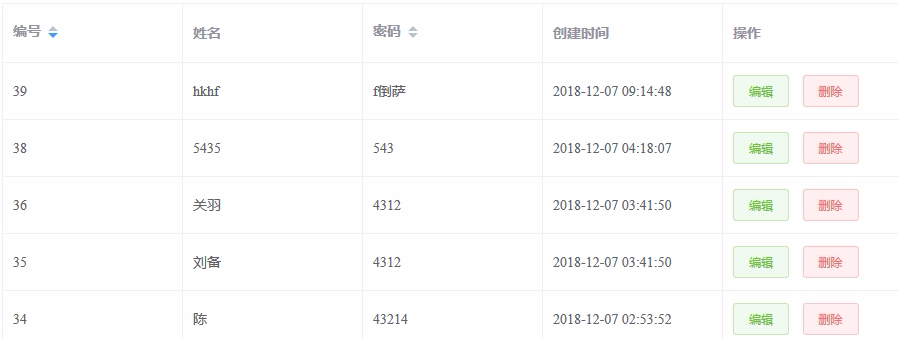 编号 姓名 密码 创建时间 操作
39 hkhf f倒萨 2018-12-07 09:14:48 编辑 删除
38 5435 543 2018-12-07 04:18:07 编辑 删除
36 关羽 4312 2018-12-07 03:41:50 编辑 删除
35 刘备 4312 2018-12-07 03:41:50 编辑 删除
34 陈 43214 2018-12-07 02:53:52 编辑 删除